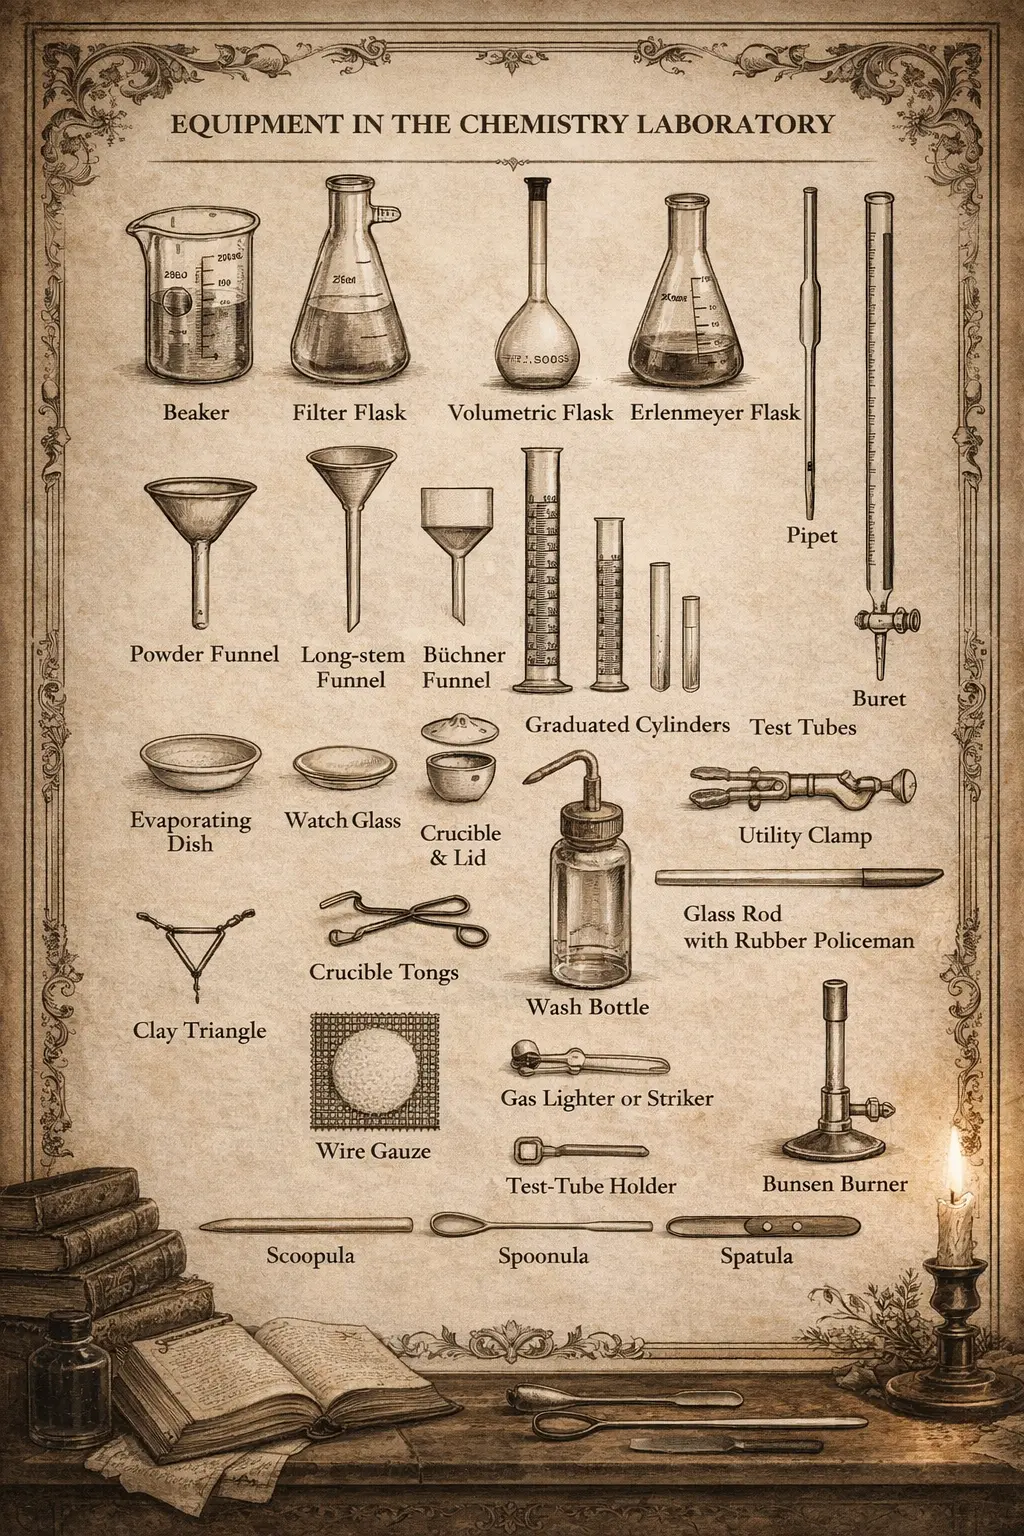 EQUIPMENT IN THE CHEMISTRY LABORATORY
Beaker
Filter Flask
Volumetric Flask
Erlenmeyer Flask
Pipet
Powder Funnel
Long-stem
Funnel
Büchner
Funnel
Graduated Cylinders
Test Tubes
Buret
Evaporating
Dish
Watch Glass
Crucible
& Lid
Utility Clamp
Glass Rod
with Rubber Policeman
Clay Triangle
Crucible Tongs
Wash Bottle
Wire Gauze
Gas Lighter or Striker
Test-Tube Holder
Bunsen Burner
Scoopula
Spoonula
Spatula